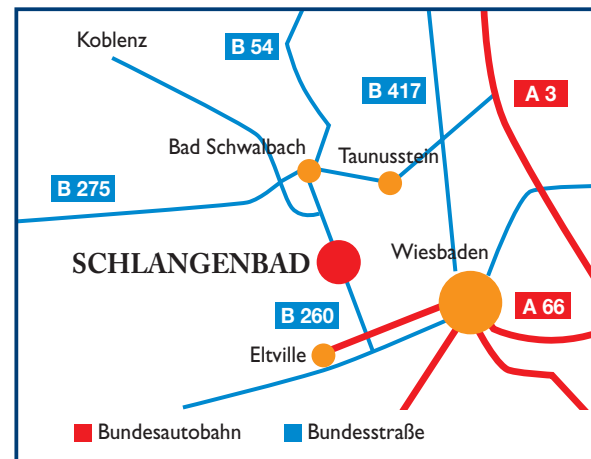 Koblenz
B 54
B 417
A 3
Bad Schwalbach
Taunusstein
B 275
SCHLANGENBAD
Wiesbaden
B 260
A 66
Eltville
Bundesautobahn
Bundesstraße